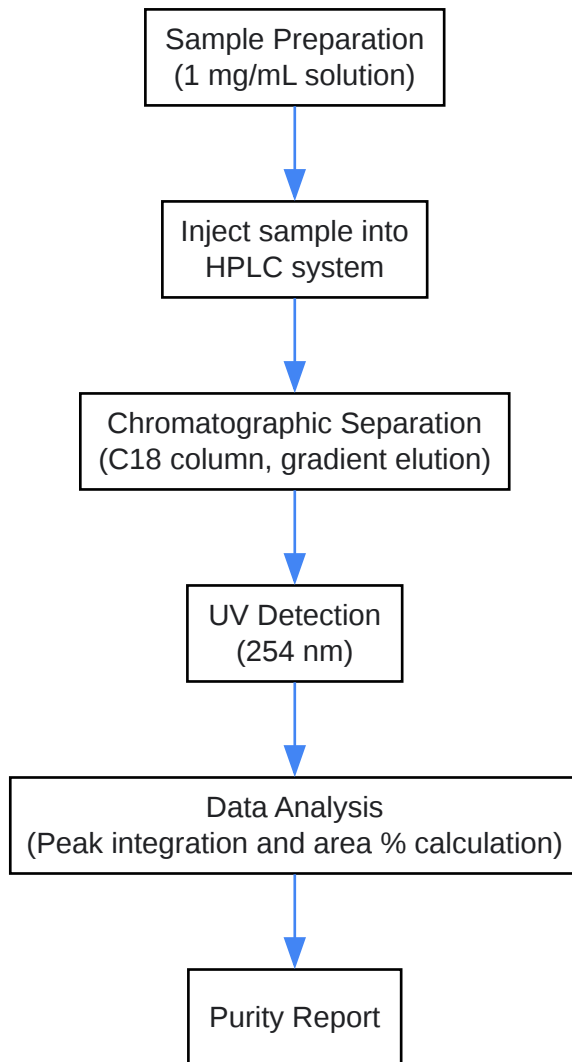 Sample Preparation
(1 mg/mL solution)
Inject sample into
HPLC system
Chromatographic Separation
(C18 column, gradient elution)
UV Detection
(254 nm)
Data Analysis
(Peak integration and area % calculation)
Purity Report